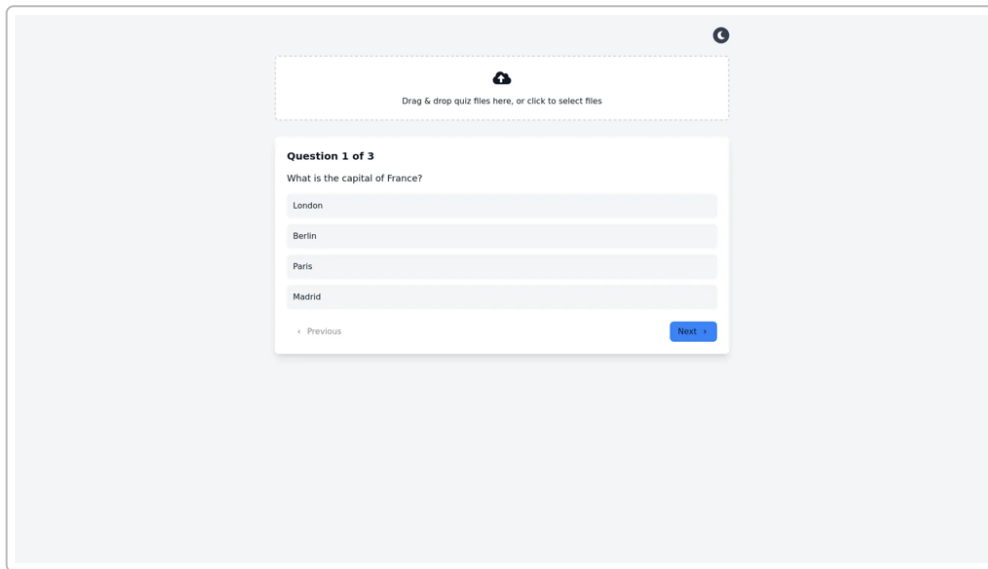 Drag & drop quiz files here, or click to select files
Question 1 of 3
What is the capital of France?
London
Berlin
Paris
Madrid
‹ Previous
Next ›